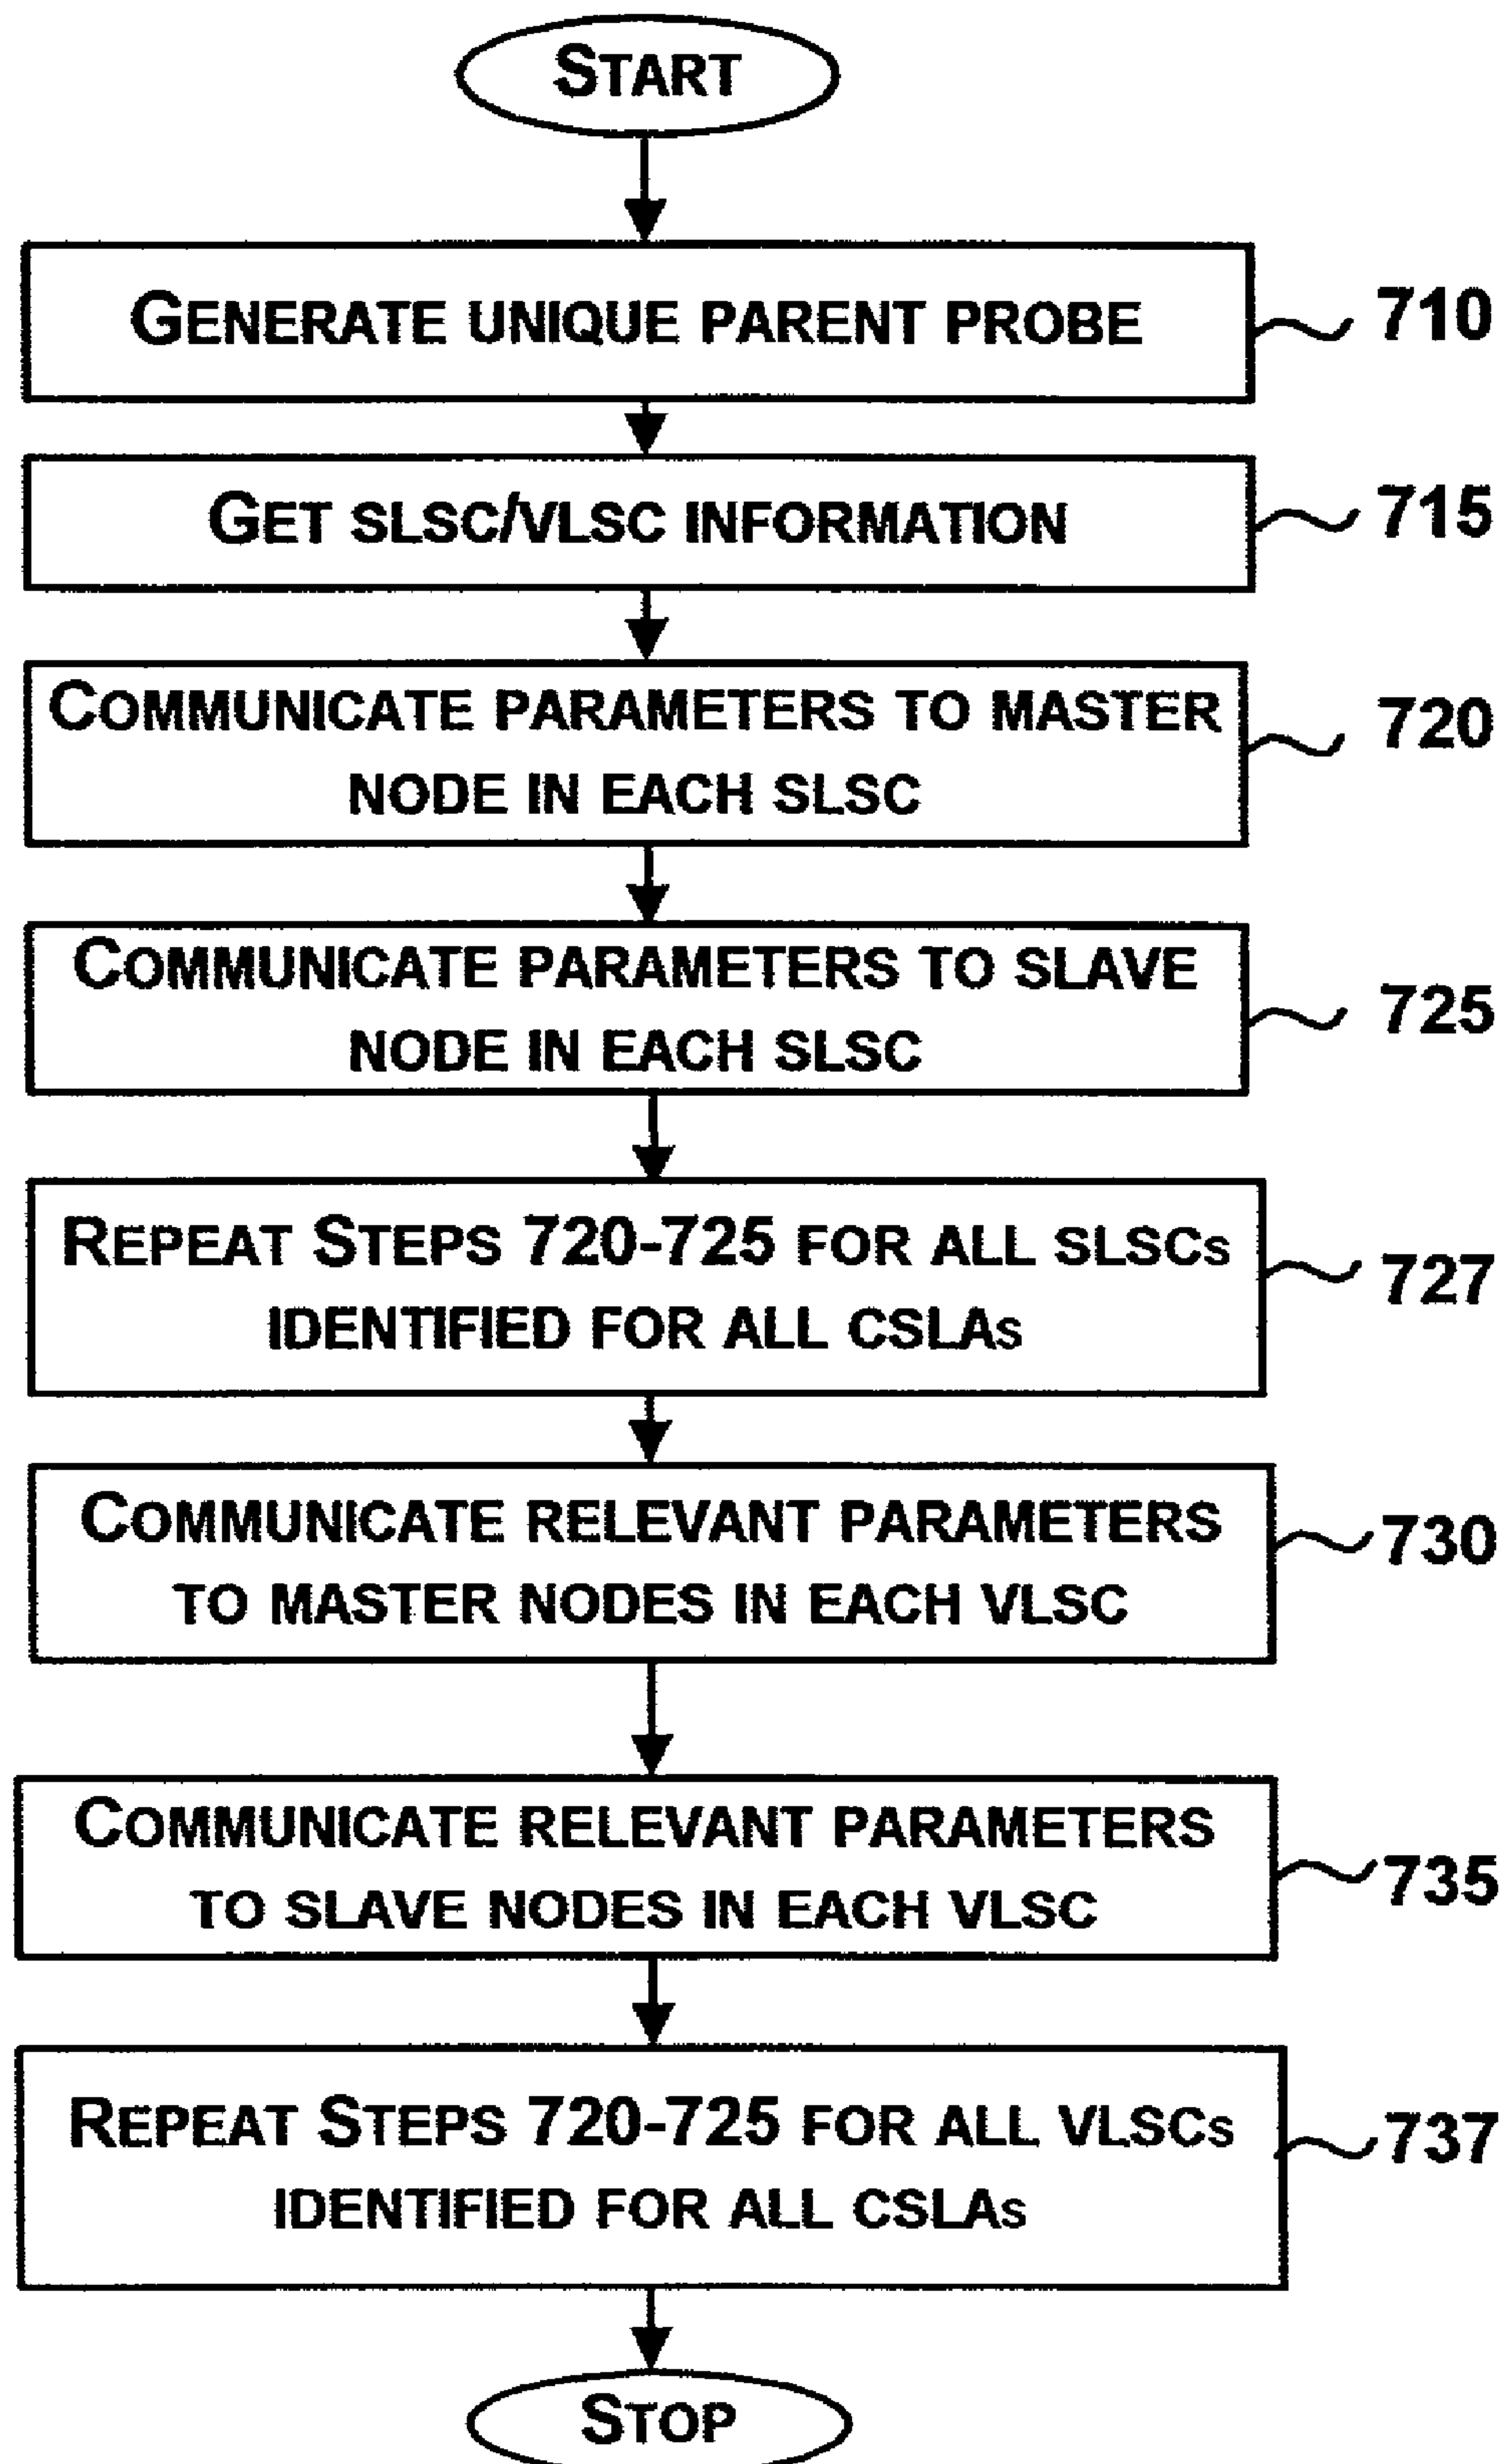 START
GENERATE UNIQUE PARENT PROBE
710
GET SLSC/VLSC INFORMATION
715
COMMUNICATE PARAMETERS TO MASTER
NODE IN EACH SLSC
720
COMMUNICATE PARAMETERS TO SLAVE
NODE IN EACH SLSC
725
REPEAT STEPS 720-725 FOR ALL SLSCS
IDENTIFIED FOR ALL CSLAS
727
COMMUNICATE RELEVANT PARAMETERS
TO MASTER NODES IN EACH VLSC
730
COMMUNICATE RELEVANT PARAMETERS
TO SLAVE NODES IN EACH VLSC
735
REPEAT STEPS 720-725 FOR ALL VLSCS
IDENTIFIED FOR ALL CSLAS
737
STOP